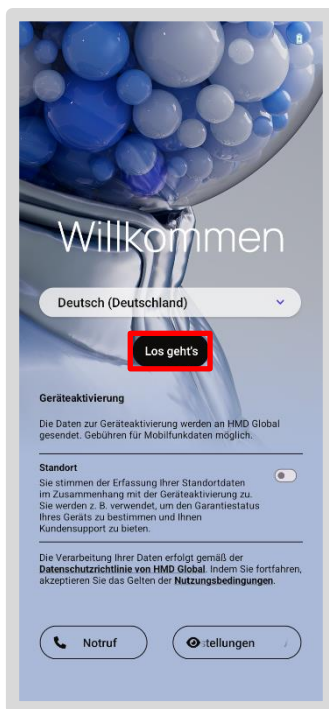 Willkommen
Deutsch (Deutschland)
Los geht's
Geräteaktivierung
Die Daten zur Geräteaktivierung werden an HMD Global
gesendet. Gebühren für Mobilfunkdaten möglich.
Standort
Sie stimmen der Erfassung Ihrer Standortdaten
im Zusammenhang mit der Geräteaktivierung zu.
Sie werden z. B. verwendet, um den Garantiestatus
Ihres Geräts zu bestimmen und Ihnen
Kundensupport zu bieten.
Die Verarbeitung Ihrer Daten erfolgt gemäß der
Datenschutzrichtlinie von HMD Global. Indem Sie fortfahren,
akzeptieren Sie das Gelten der Nutzungsbedingungen.
Notruf
stellungen